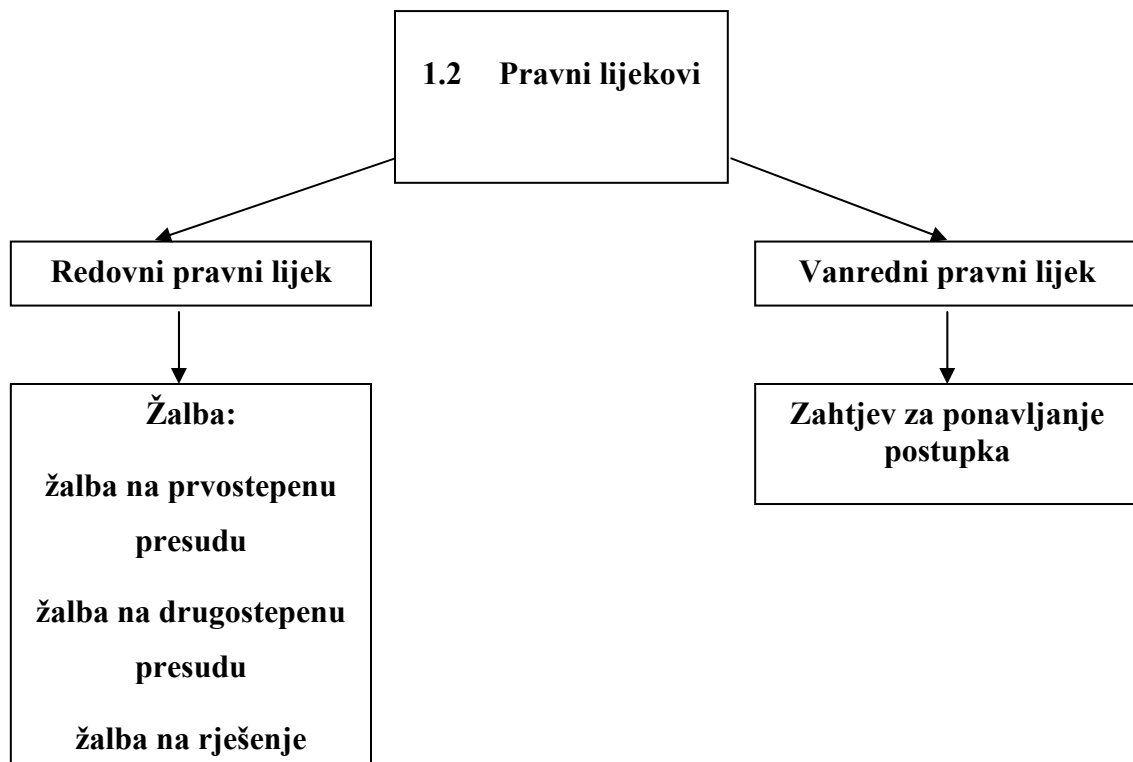 1.2 Pravni lijekovi
Redovni pravni lijek
Vanredni pravni lijek
Žalba:
žalba na prvostepenu
presudu
žalba na drugostepenu
presudu
žalba na rješenje
Zahtjev za ponavljanje
postupka